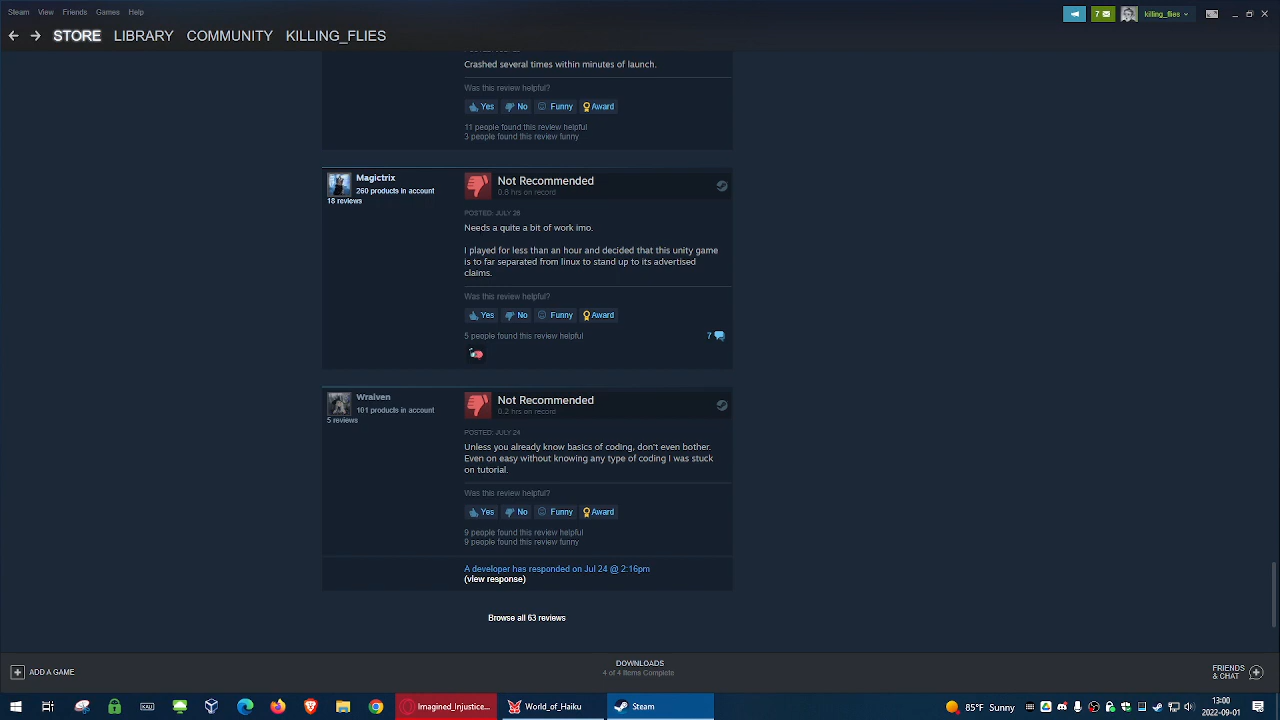 Steam View Friends Games Help
7
killing_flies
STORE LIBRARY COMMUNITY KILLING_FLIES
Crashed several times within minutes of launch.
Was this review helpful?
Yes No Funny Award
11 people found this review helpful
3 people found this review funny
Magictrix
260 products in account
18 reviews
Not Recommended
0.8 hrs on record
POSTED: JULY 26
Needs a quite a bit of work imo.
I played for less than an hour and decided that this unity game
is to far separated from linux to stand up to its advertised
claims.
Was this review helpful?
Yes No Funny Award
5 people found this review helpful
7
Wraiven
101 products in account
5 reviews
Not Recommended
0.2 hrs on record
POSTED: JULY 24
Unless you already know basics of coding, don't even bother.
Even on easy without knowing any type of coding I was stuck
on tutorial.
Was this review helpful?
Yes No Funny Award
9 people found this review helpful
9 people found this review funny
A developer has responded on Jul 24 @ 2:16pm
(view response)
Browse all 63 reviews
ADD A GAME
DOWNLOADS
4 of 4 Items Complete
FRIENDS
& CHAT
Imagined_Injustice...
World_of_Haiku
Steam
85°F Sunny
13:00
2022-09-01